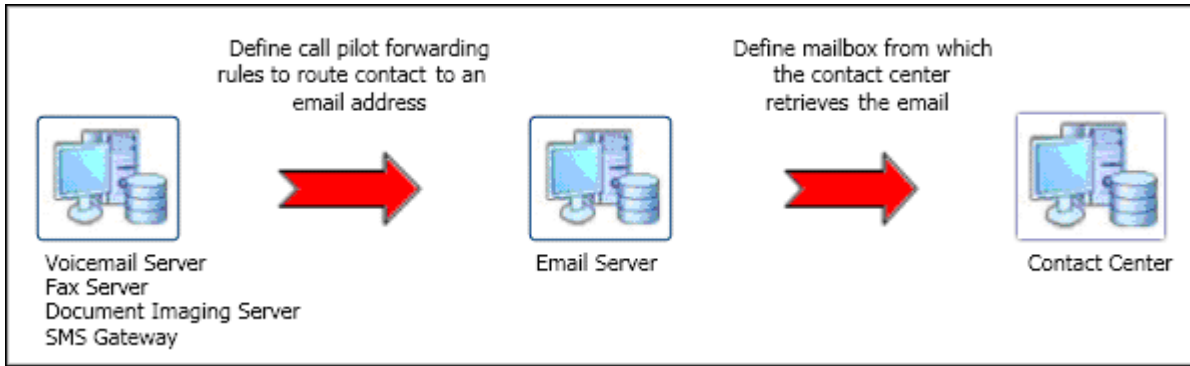 Define call pilot forwarding
rules to route contact to an
email address
Define mailbox from which
the contact center
retrieves the email
Voicemail Server
Fax Server
Document Imaging Server
SMS Gateway
Email Server
Contact Center